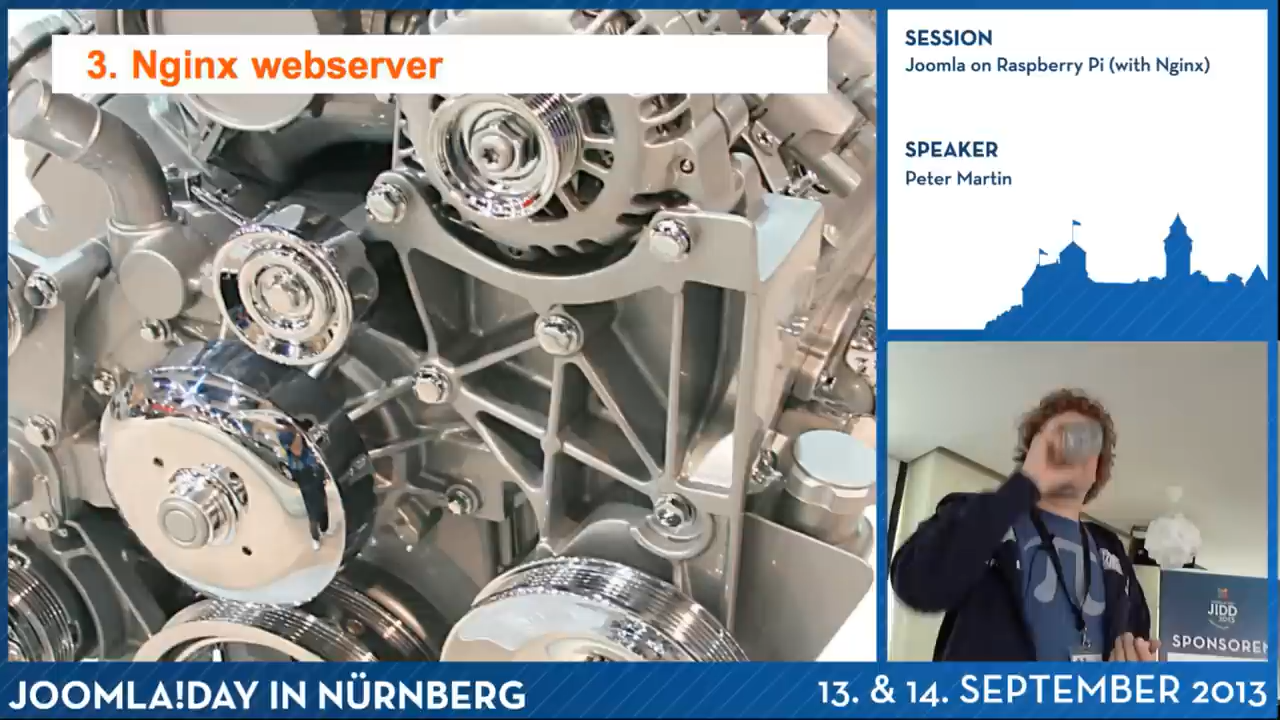 3. Nginx webserver
SESSION
Joomla on Raspberry Pi (with Nginx)
SPEAKER
Peter Martin
JIDD
2013
SPONSOREN
JOOMLA!DAY IN NÜRNBERG
13. & 14. SEPTEMBER 2013